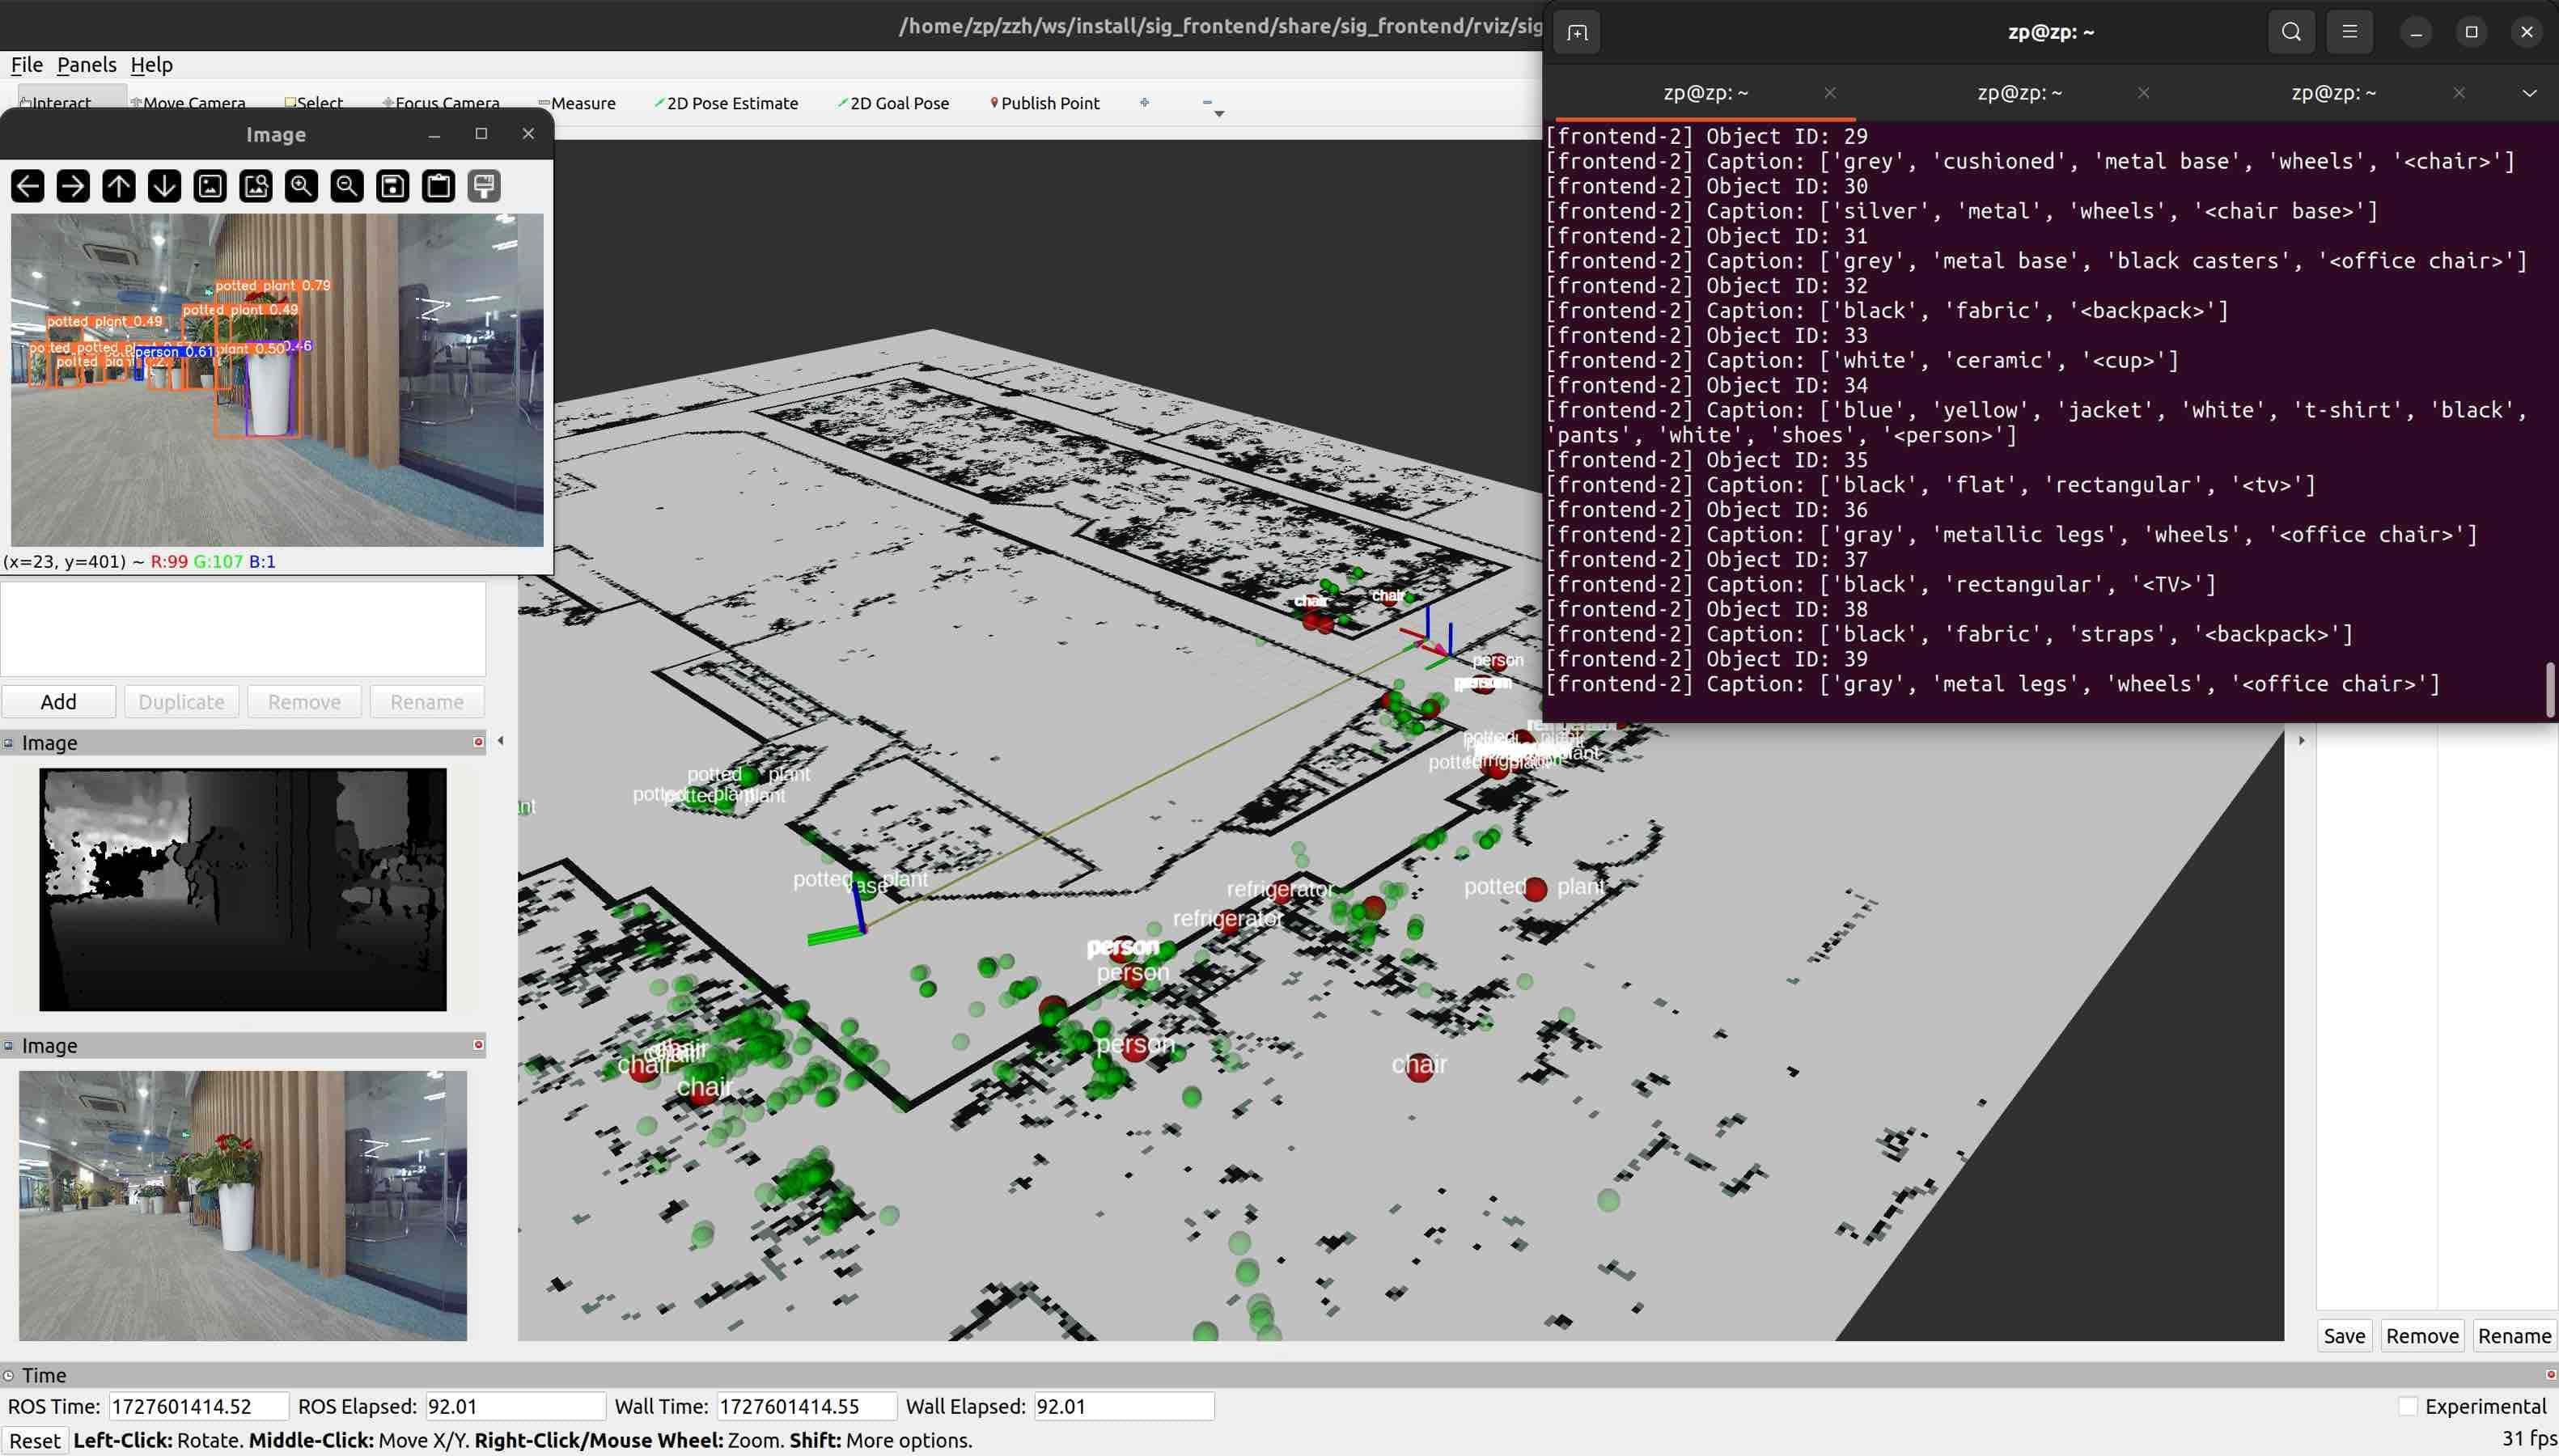 /home/zp/zzh/ws/install/sig_frontend/share/sig_frontend/rviz/sig
File Panels Help
Interact Move Camera Select Focus Camera Measure 2D Pose Estimate 2D Goal Pose Publish Point
Image
potted plant 0.79
potted plant 0.49
potted plant 0.49
person 0.61
plant 0.50
0.46
(x=23, y=401) ~ R:99 G:107 B:1
Add Duplicate Remove Rename
Image
Image
zp@zp: ~
zp@zp: ~ zp@zp: ~ zp@zp: ~
[frontend-2] Object ID: 29
[frontend-2] Caption: ['grey', 'cushioned', 'metal base', 'wheels', '<chair>']
[frontend-2] Object ID: 30
[frontend-2] Caption: ['silver', 'metal', 'wheels', '<chair base>']
[frontend-2] Object ID: 31
[frontend-2] Caption: ['grey', 'metal base', 'black casters', '<office chair>']
[frontend-2] Object ID: 32
[frontend-2] Caption: ['black', 'fabric', '<backpack>']
[frontend-2] Object ID: 33
[frontend-2] Caption: ['white', 'ceramic', '<cup>']
[frontend-2] Object ID: 34
[frontend-2] Caption: ['blue', 'yellow', 'jacket', 'white', 't-shirt', 'black',
'pants', 'white', 'shoes', '<person>']
[frontend-2] Object ID: 35
[frontend-2] Caption: ['black', 'flat', 'rectangular', '<tv>']
[frontend-2] Object ID: 36
[frontend-2] Caption: ['gray', 'metallic legs', 'wheels', '<office chair>']
[frontend-2] Object ID: 37
[frontend-2] Caption: ['black', 'rectangular', '<TV>']
[frontend-2] Object ID: 38
[frontend-2] Caption: ['black', 'fabric', 'straps', '<backpack>']
[frontend-2] Object ID: 39
[frontend-2] Caption: ['gray', 'metal legs', 'wheels', '<office chair>']
chair
chair
person
person
potted plant
potted plant
refrigerator
potted plant
refrigerator
person
person
person
chair
chair
chair
Save Remove Rename
Time
ROS Time: 1727601414.52 ROS Elapsed: 92.01 Wall Time: 1727601414.55 Wall Elapsed: 92.01 Experimental
Reset Left-Click: Rotate. Middle-Click: Move X/Y. Right-Click/Mouse Wheel: Zoom. Shift: More options. 31 fps